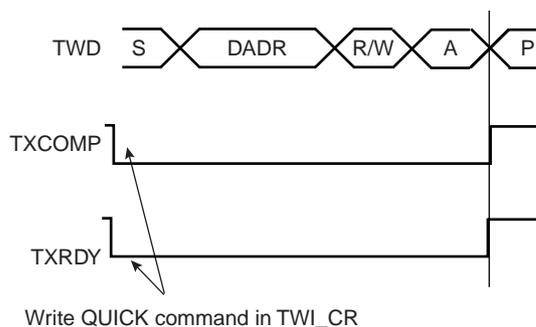 TWD S DADR R/W A P
TXCOMP
TXRDY
Write QUICK command in TWI_CR